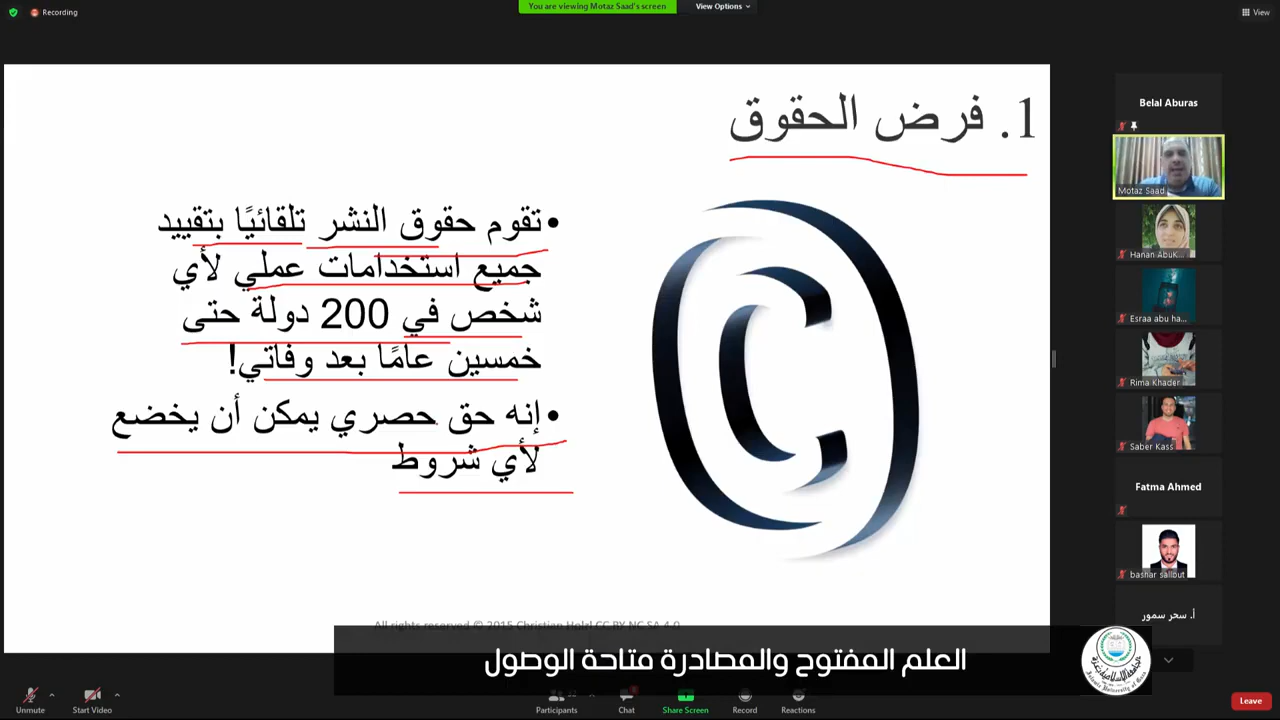 Recording
You are viewing Motaz Saad's screen
View Options
View
1. فرض الحقوق
•تقوم حقوق النشر تلقائيًا بتقييد
جميع استخدامات عملي لأي
شخص في 200 دولة حتى
خمسين عامًا بعد وفاتي!
•إنه حق حصري يمكن أن يخضع
لأي شروط
All rights reserved © 2015 Christian Holal CC BY NC SA 4.0
العلم المفتوح والمصادرة متاحة الوصول
Belal Aburas
Motaz Saad
Hanan AbuK...
Esraa abu ha...
Rima Khader
Saber Kass
Fatma Ahmed
bashar sallout
أ. سحر سمور
Unmute
Start Video
Participants
Chat
Share Screen
Record
Reactions
Leave